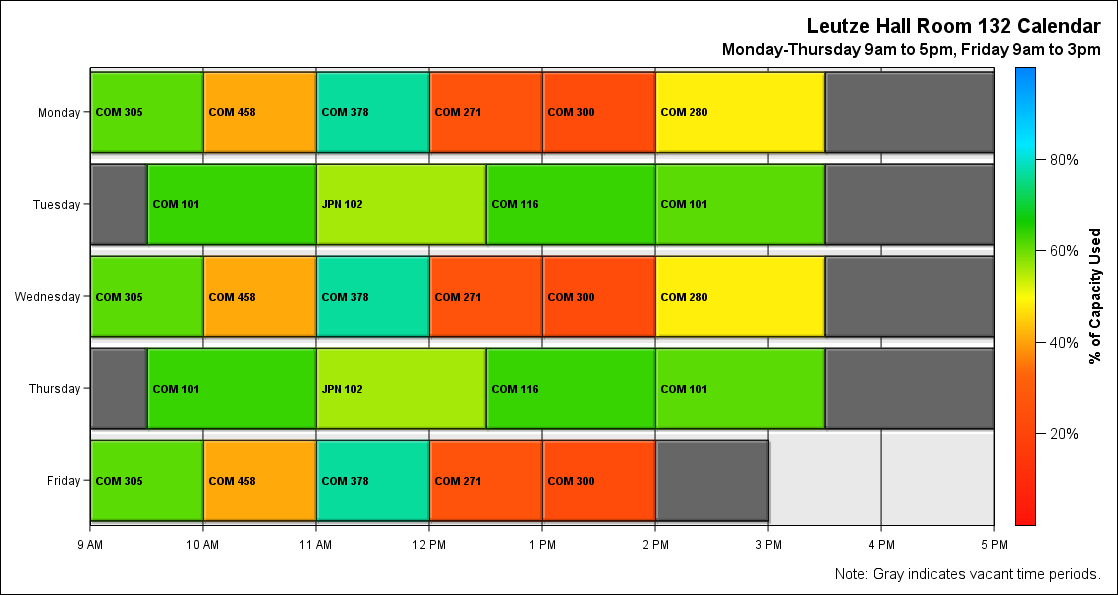 Leutze Hall Room 132 Calendar
Monday-Thursday 9am to 5pm, Friday 9am to 3pm
Monday COM 305 COM 458 COM 378 COM 271 COM 300 COM 280
Tuesday COM 101 JPN 102 COM 116 COM 101
Wednesday COM 305 COM 458 COM 378 COM 271 COM 300 COM 280
Thursday COM 101 JPN 102 COM 116 COM 101
Friday COM 305 COM 458 COM 378 COM 271 COM 300
9 AM 10 AM 11 AM 12 PM 1 PM 2 PM 3 PM 4 PM 5 PM
80%
60%
40%
20%
% of Capacity Used
Note: Gray indicates vacant time periods.